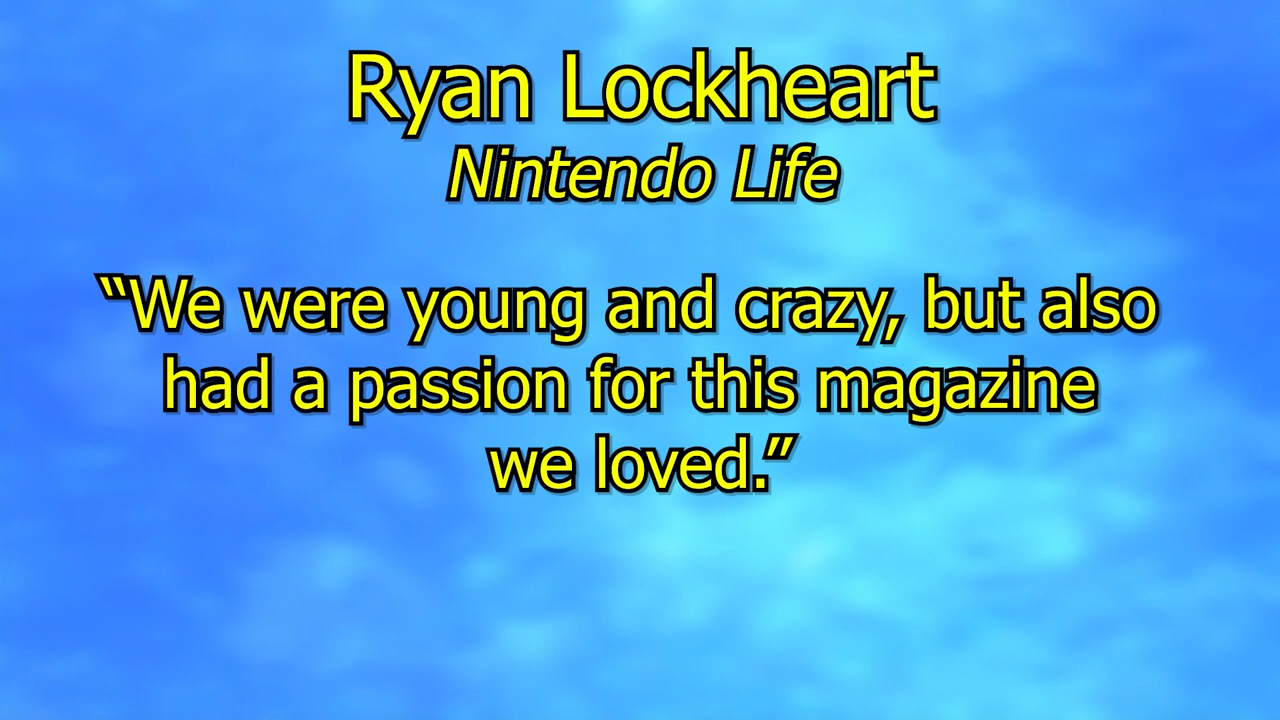 Ryan Lockheart
Nintendo Life
“We were young and crazy, but also
had a passion for this magazine
we loved.”